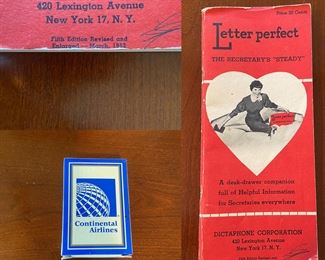 420 Lexington Avenue
New York 17, N. Y.
Fifth Edition Revised and
Enlarged — March, 1952
Continental
Airlines
Price 50 Cents
Letter perfect
THE SECRETARY'S "STEADY"
A desk-drawer companion
full of Helpful Information
for Secretaries everywhere
DICTAPHONE CORPORATION
420 Lexington Avenue
New York 17, N. Y.